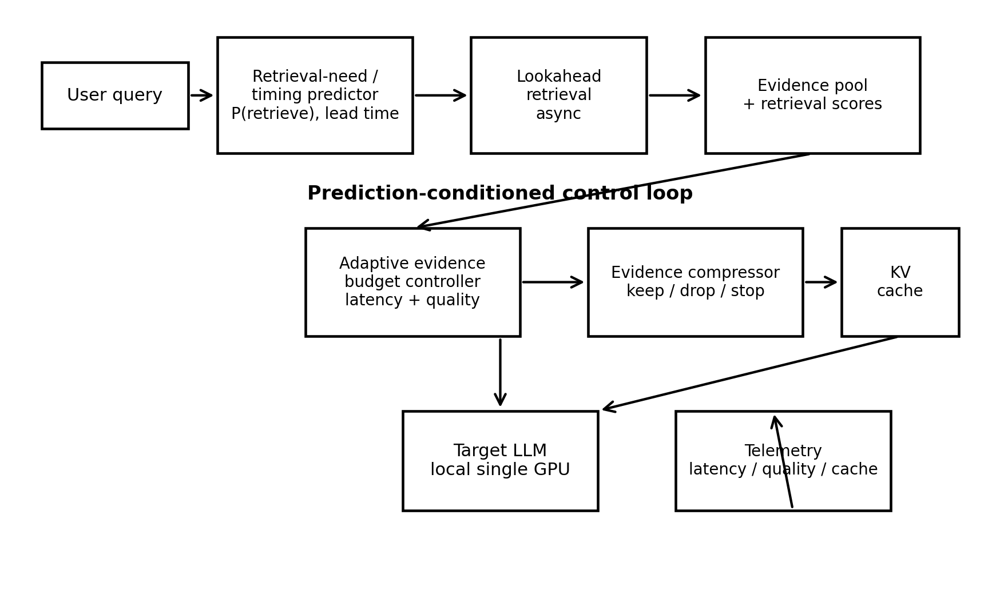 User query
Retrieval-need /
timing predictor
P(retrieve), lead time
Lookahead
retrieval
async
Evidence pool
+ retrieval scores
Prediction-conditioned control loop
Adaptive evidence
budget controller
latency + quality
Evidence compressor
keep / drop / stop
KV
cache
Target LLM
local single GPU
Telemetry
latency / quality / cache